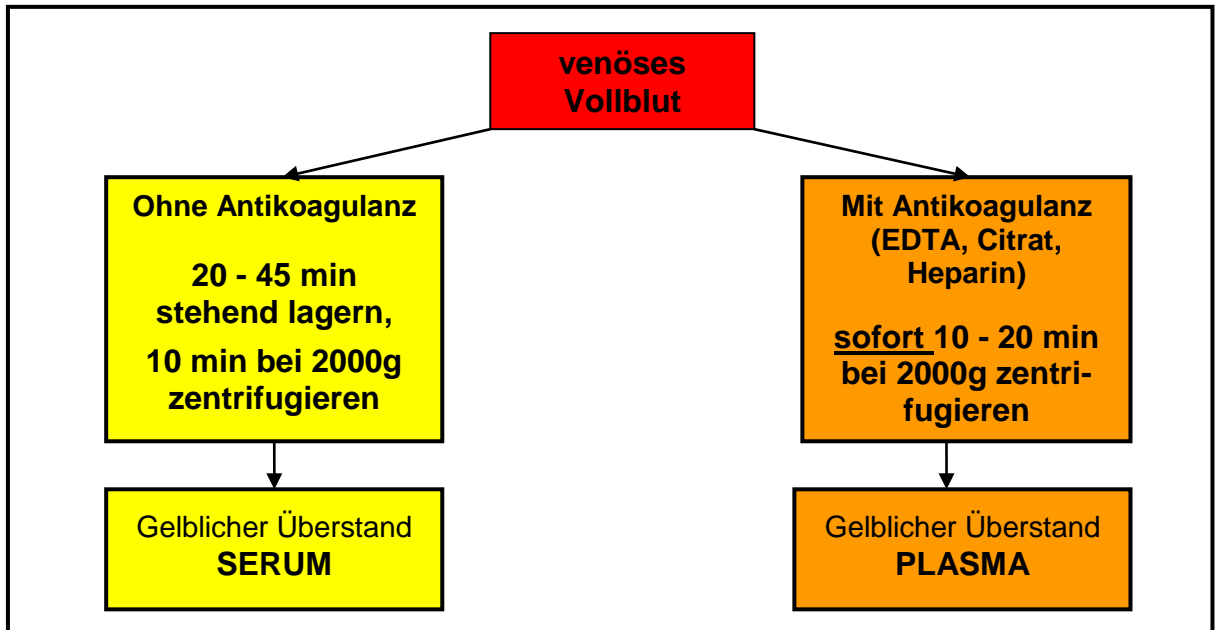 venöses
Vollblut
Ohne Antikoagulanz
20 - 45 min
stehend lagern,
10 min bei 2000g
zentrifugieren
Mit Antikoagulanz
(EDTA, Citrat,
Heparin)
sofort 10 - 20 min
bei 2000g zentri-
fugieren
Gelblicher Überstand
SERUM
Gelblicher Überstand
PLASMA